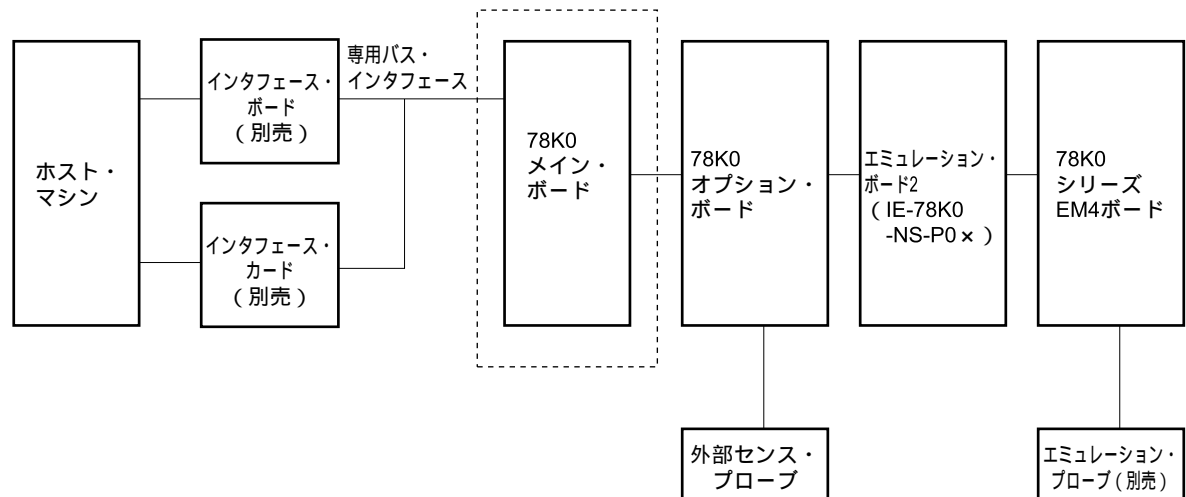 ホスト・
マシン
インタフェース・
ボード
（別売）
インタフェース・
カード
（別売）
専用バス・
インタフェース
78K0
メイン・
ボード
78K0
オプション・
ボード
エミュレーション・
ボード2
（IE-78K0
-NS-P0×）
78K0
シリーズ
EM4ボード
外部センス・
プローブ
エミュレーション・
プローブ（別売）